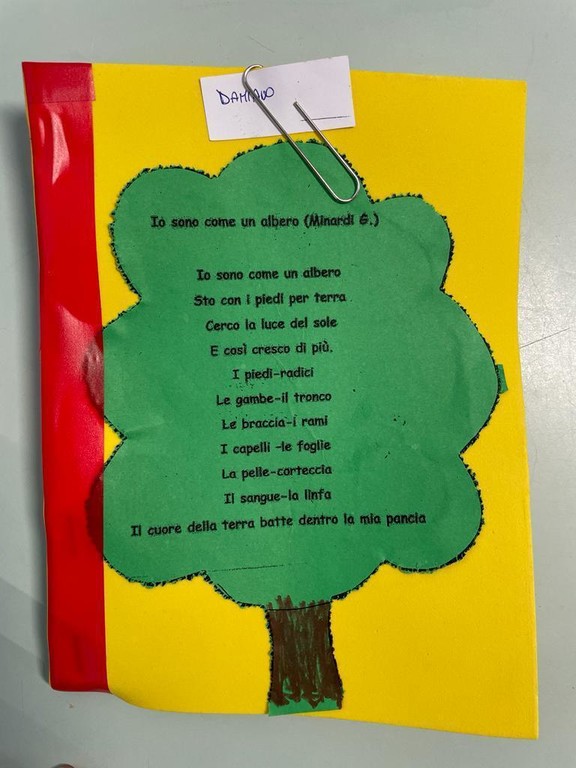 DAMIANO
Io sono come un albero (Minardi G.)
Io sono come un albero
Sto con i piedi per terra
Cerco la luce del sole
E così cresco di più.
I piedi-radici
Le gambe-il tronco
Le braccia-i rami
I capelli -le foglie
La pelle-corteccia
Il sangue-la linfa
Il cuore della terra batte dentro la mia pancia